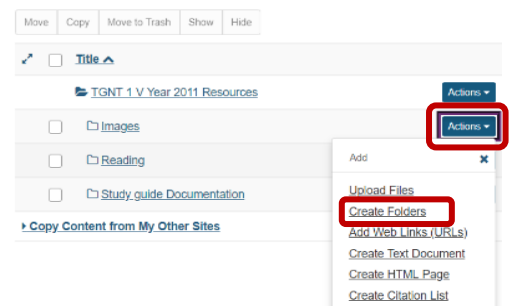 Move Copy Move to Trash Show Hide
Title
TGNT 1 V Year 2011 Resources Actions
Images Actions
Reading
Study guide Documentation
Copy Content from My Other Sites
Add
Upload Files
Create Folders
Add Web Links (URLs)
Create Text Document
Create HTML Page
Create Citation List